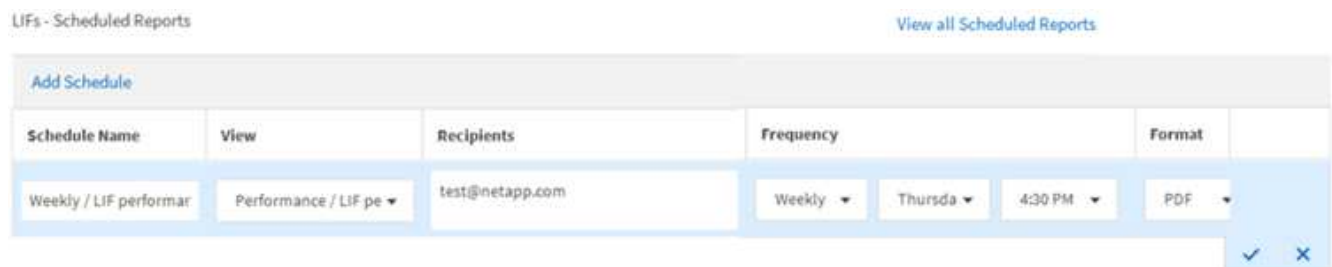 LIFs - Scheduled Reports View all Scheduled Reports
Add Schedule
Schedule Name View Recipients Frequency Format
Weekly / LIF performar Performance / LIF pe test@netapp.com Weekly Thursda 4:30 PM PDF